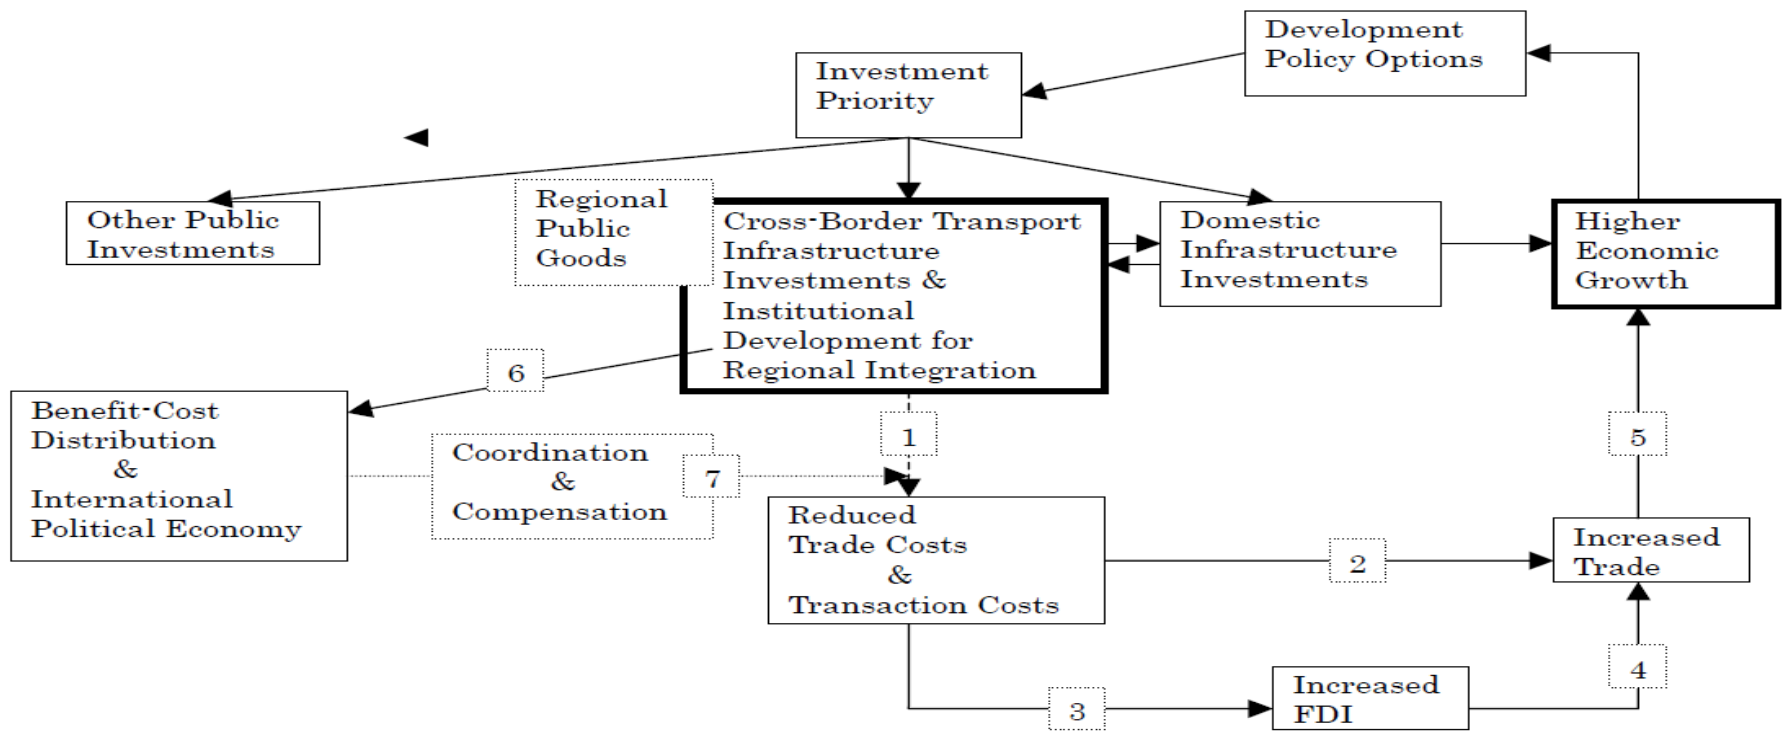 Development
Policy Options
Investment
Priority
Other Public
Investments
Regional
Public
Goods
Cross-Border Transport
Infrastructure
Investments &
Institutional
Development for
Regional Integration
Domestic
Infrastructure
Investments
Higher
Economic
Growth
6
Benefit-Cost
Distribution
&
International
Political Economy
Coordination
&
Compensation
7
1
5
Reduced
Trade Costs
&
Transaction Costs
2
Increased
Trade
3
Increased
FDI
4